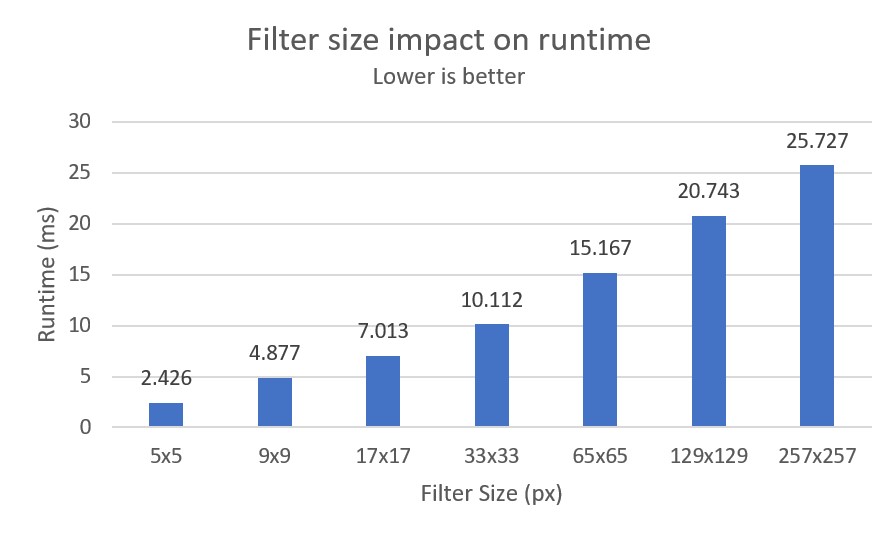 Filter size impact on runtime
Lower is better
30
25
20
15
10
5
0
Runtime (ms)
2.426
4.877
7.013
10.112
15.167
20.743
25.727
5x5 9x9 17x17 33x33 65x65 129x129 257x257
Filter Size (px)